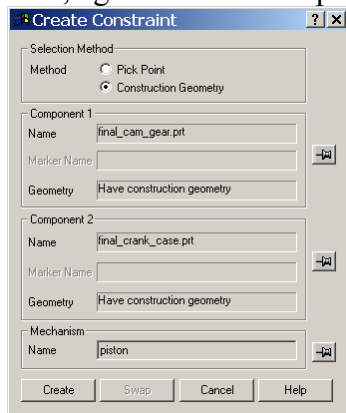 Create Constraint
Selection Method
Method Pick Point
Construction Geometry
Component 1
Name final_cam_gear.prt
Marker Name
Geometry Have construction geometry
Component 2
Name final_crank_case.prt
Marker Name
Geometry Have construction geometry
Mechanism
Name piston
Create Swap Cancel Help